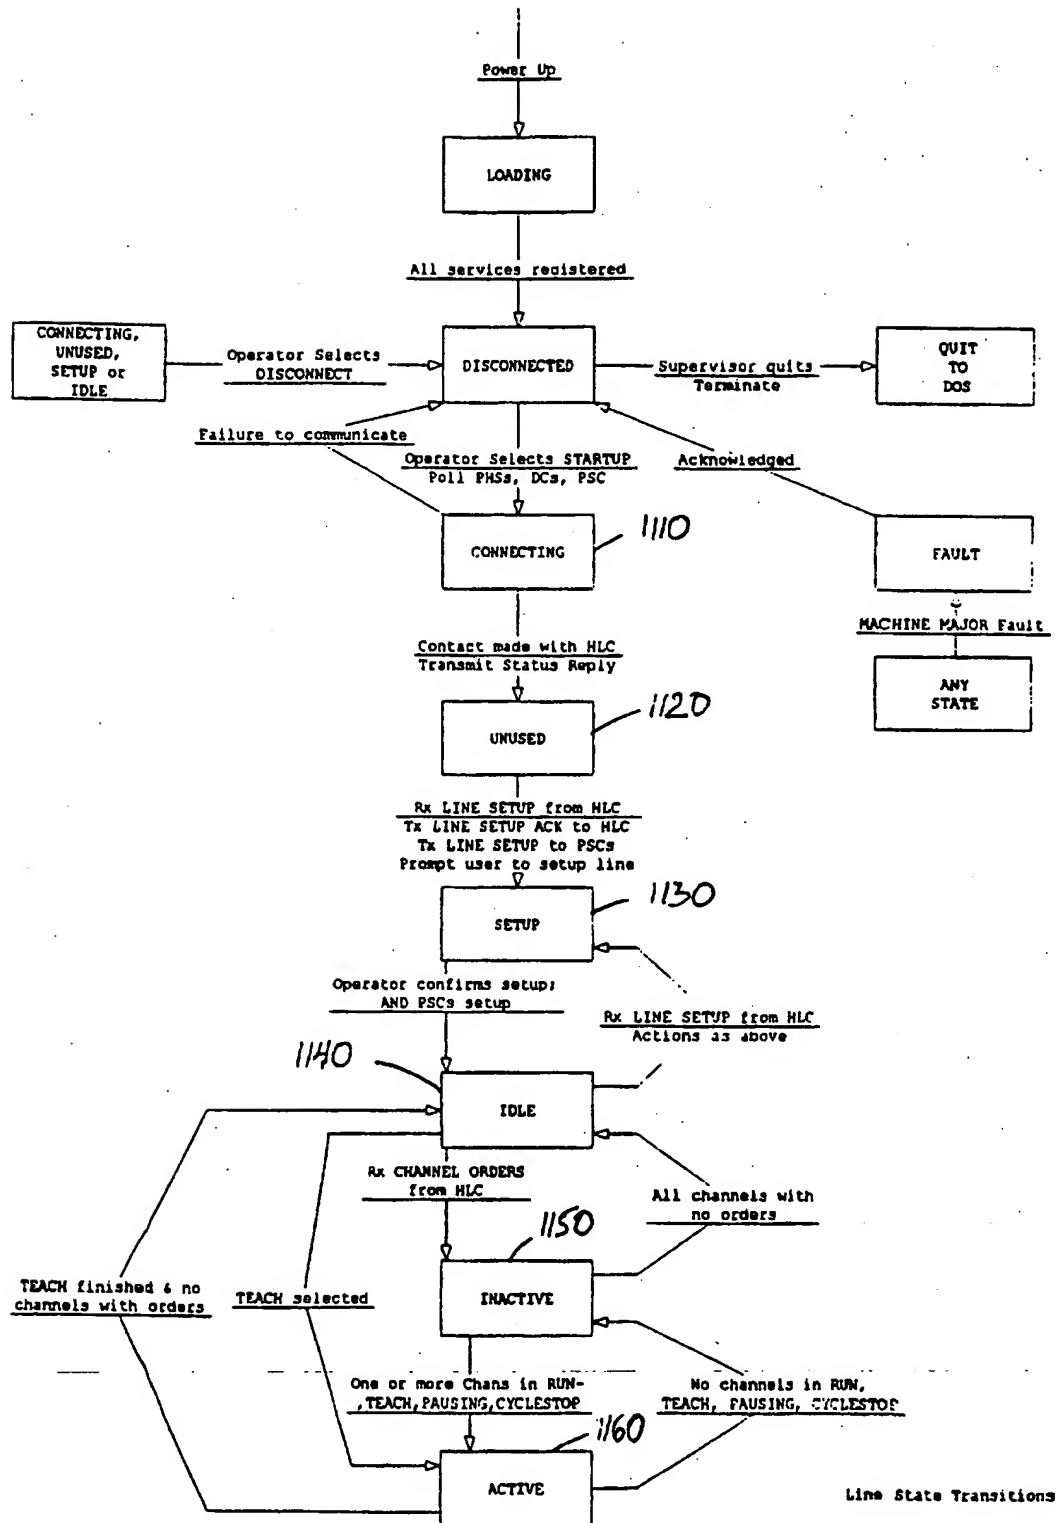 Power Up
LOADING
All services registered
CONNECTING,
UNUSED,
SETUP or
IDLE
Operator Selects
DISCONNECT
DISCONNECTED
Supervisor quits
Terminate
QUIT
TO
DOS
Failure to communicate
Operator Selects STARTUP
Poll PHSs, DCs, PSC
Acknowledged
1110
CONNECTING
FAULT
MACHINE MAJOR Fault
ANY
STATE
Contact made with HLC
Transmit Status Reply
1120
UNUSED
Rx LINE SETUP from HLC
Tx LINE SETUP ACK to HLC
Tx LINE SETUP to PSCs
Prompt user to setup line
1130
SETUP
Operator confirms setup;
AND PSCs setup
Rx LINE SETUP from HLC
Actions as above
1140
IDLE
Rx CHANNEL ORDERS
from HLC
All channels with
no orders
1150
INACTIVE
TEACH finished & no
channels with orders
TEACH selected
One or more Chans in RUN-
,TEACH,PAUSING,CYCLESTOP
No channels in RUN,
TEACH, PAUSING, CYCLESTOP
1160
ACTIVE
Line State Transitions